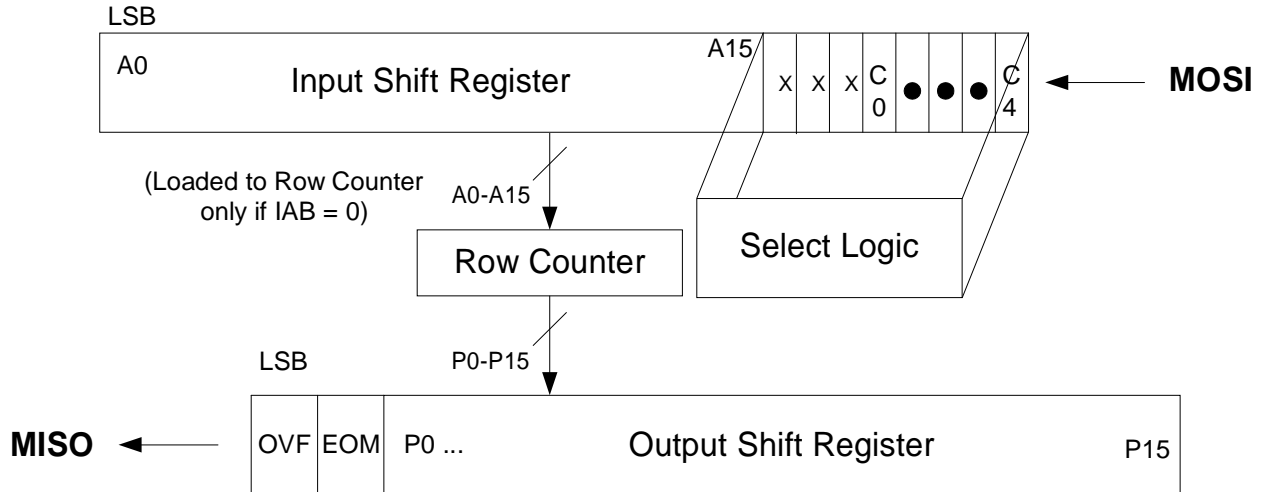 LSB
A0
Input Shift Register
A15
X X X C 0 ● ● ● C 4
MOSI
(Loaded to Row Counter
only if IAB = 0)
A0-A15
Row Counter
Select Logic
P0-P15
LSB
MISO
OVF EOM P0 ... Output Shift Register P15